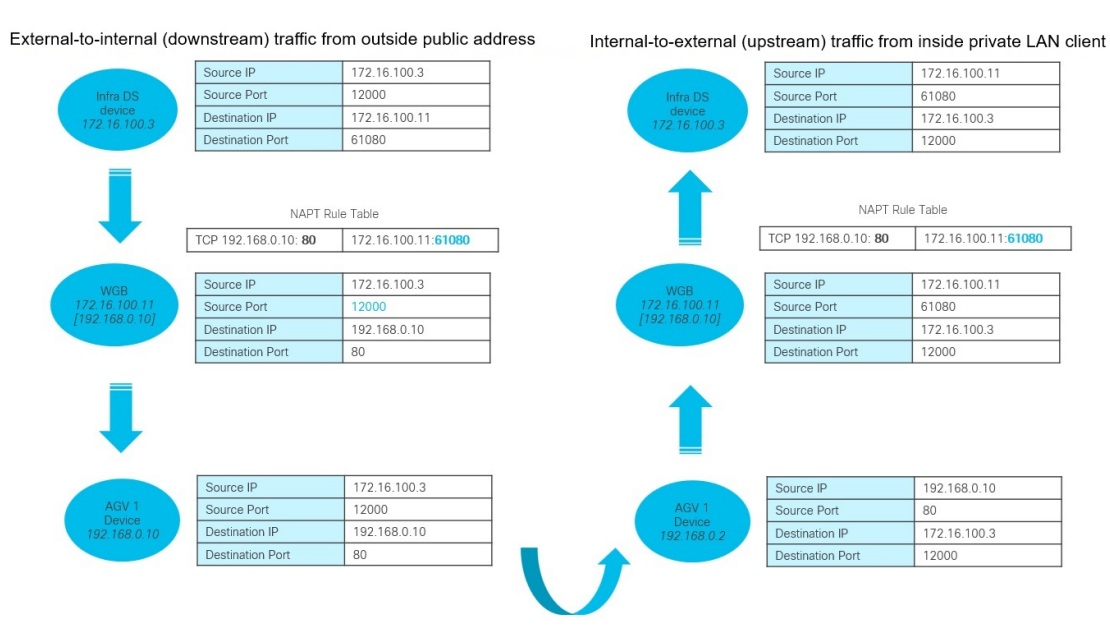 External-to-internal (downstream) traffic from outside public address
Infra DS
device
172.16.100.3
Source IP 172.16.100.3
Source Port 12000
Destination IP 172.16.100.11
Destination Port 61080
NAPT Rule Table
TCP 192.168.0.10: 80 172.16.100.11:61080
WGB
172.16.100.11
[192.168.0.10]
Source IP 172.16.100.3
Source Port 12000
Destination IP 192.168.0.10
Destination Port 80
AGV 1
Device
192.168.0.10
Source IP 172.16.100.3
Source Port 12000
Destination IP 192.168.0.10
Destination Port 80
Internal-to-external (upstream) traffic from inside private LAN client
Infra DS
device
172.16.100.3
Source IP 172.16.100.11
Source Port 61080
Destination IP 172.16.100.3
Destination Port 12000
NAPT Rule Table
TCP 192.168.0.10: 80 172.16.100.11:61080
WGB
172.16.100.11
[192.168.0.10]
Source IP 172.16.100.11
Source Port 61080
Destination IP 172.16.100.3
Destination Port 12000
AGV 1
Device
192.168.0.2
Source IP 192.168.0.10
Source Port 80
Destination IP 172.16.100.3
Destination Port 12000